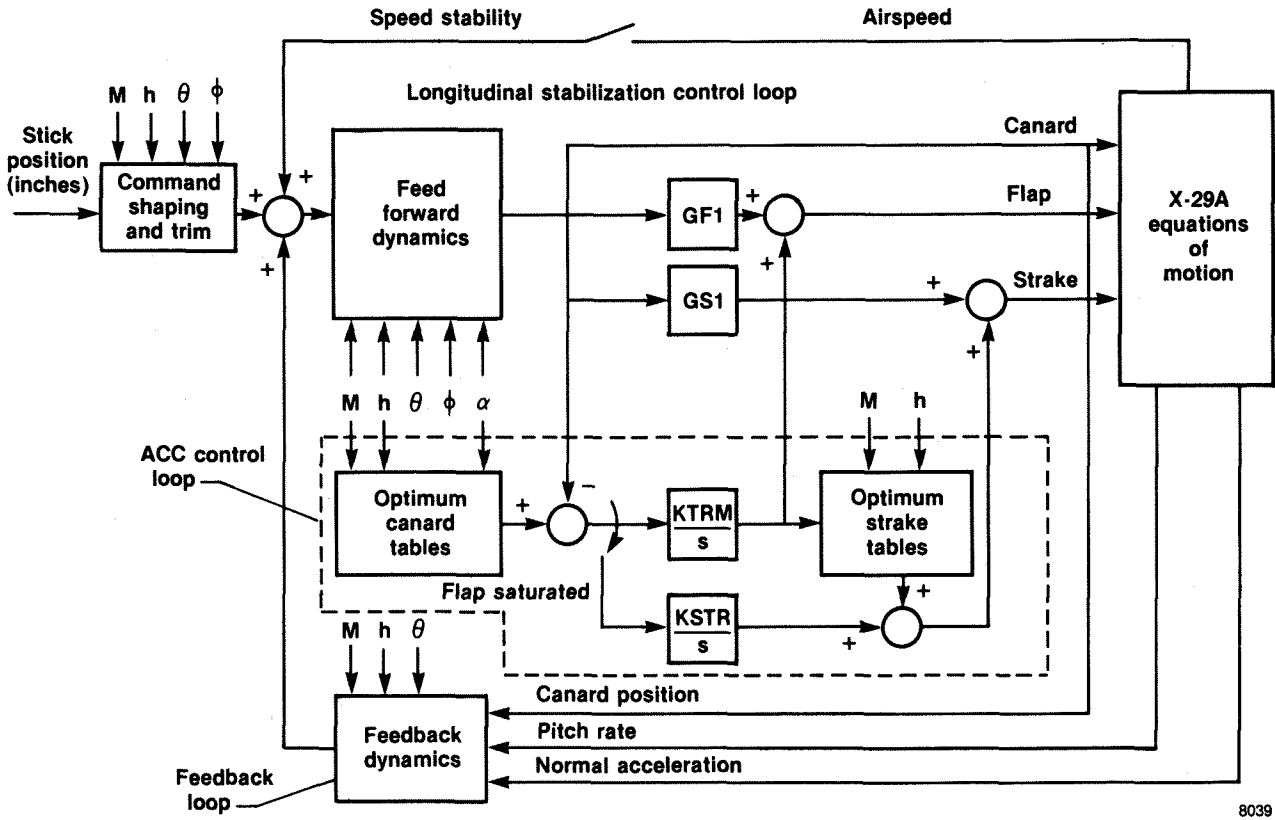 Speed stability
Airspeed
M h θ ϕ
Longitudinal stabilization control loop
Stick
position
(inches)
Command
shaping
and trim
+
+
+
Feed
forward
dynamics
Canard
GF1
+
+
Flap
X-29A
equations
of
motion
GS1
+
+
Strake
M h θ ϕ α
M h
ACC control
loop
Optimum
canard
tables
+
−
KTRM
s
Optimum
strake
tables
Flap saturated
KSTR
s
+
+
M h θ
Canard position
Feedback
dynamics
Pitch rate
Normal acceleration
Feedback
loop
8039